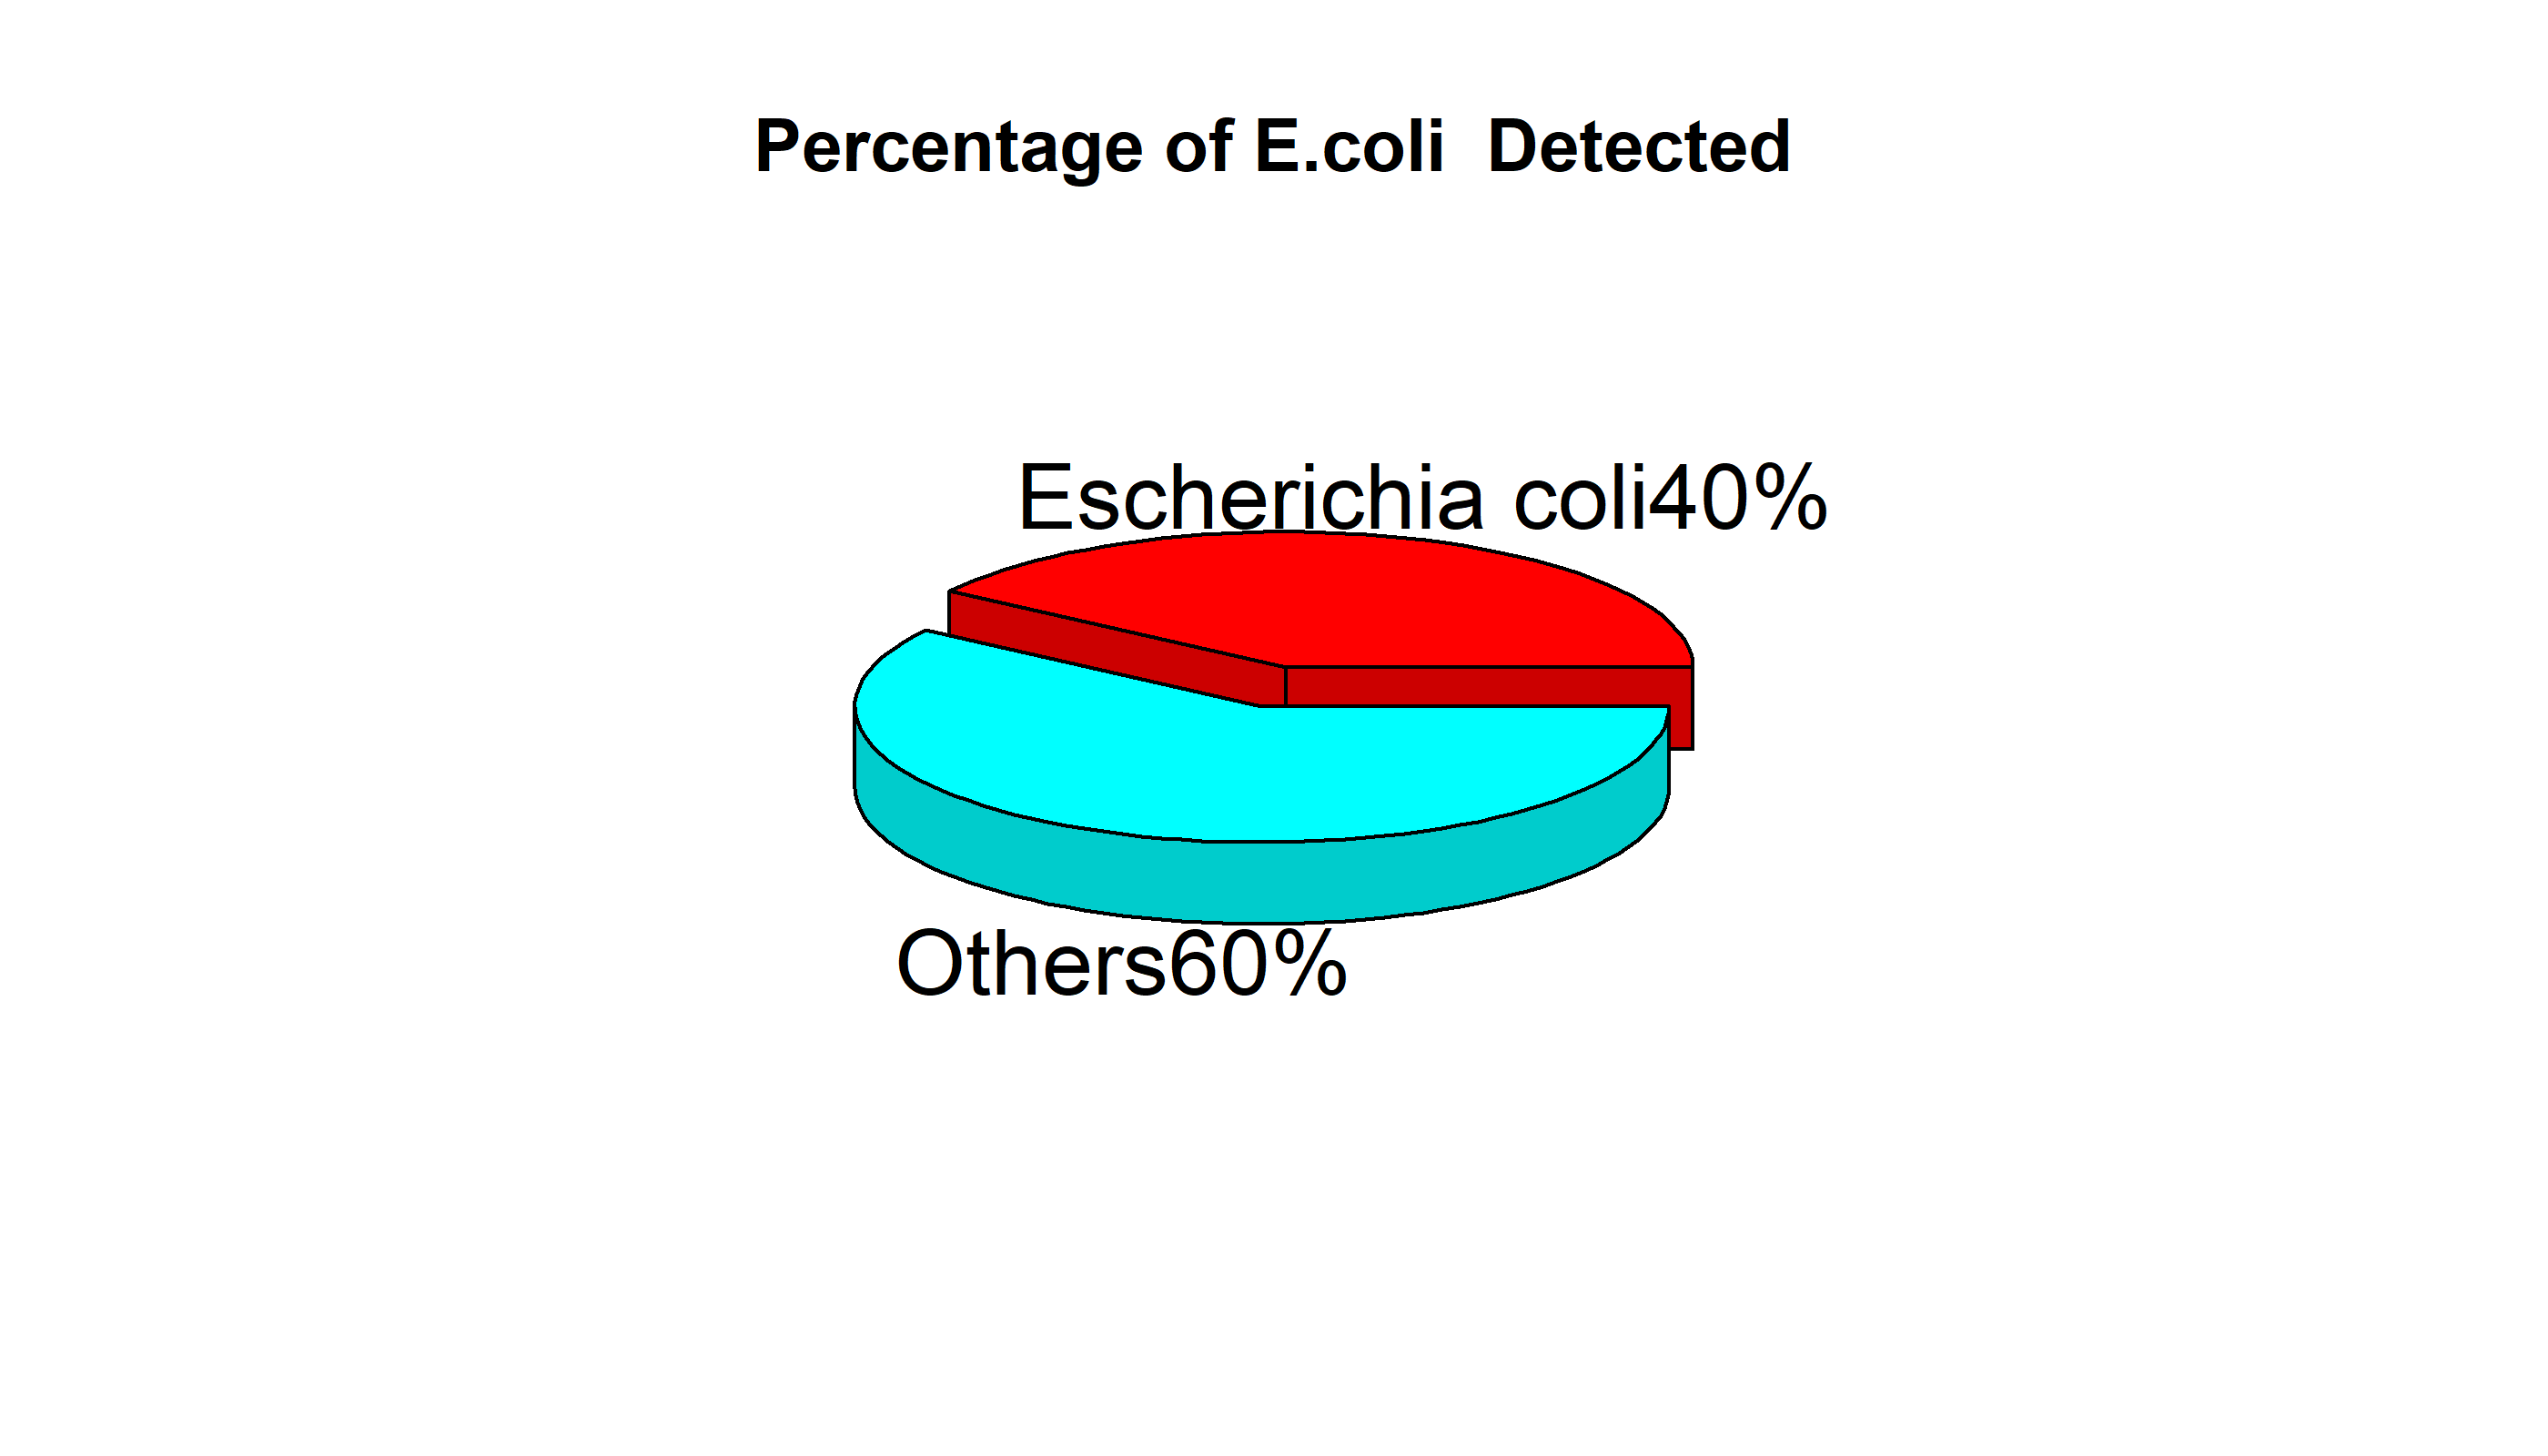 Percentage of E.coli  Detected
Escherichia coli40%
Others60%